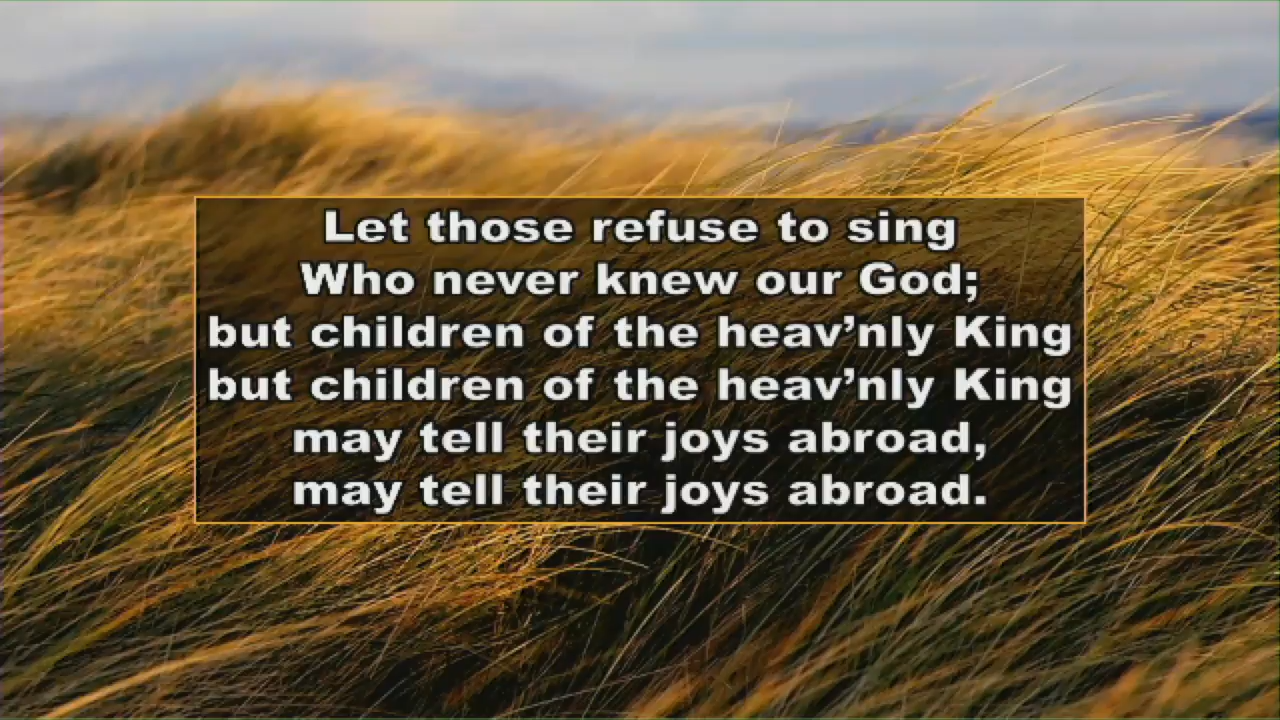 Let those refuse to sing
Who never knew our God;
but children of the heav’nly King
but children of the heav’nly King
may tell their joys abroad,
may tell their joys abroad.